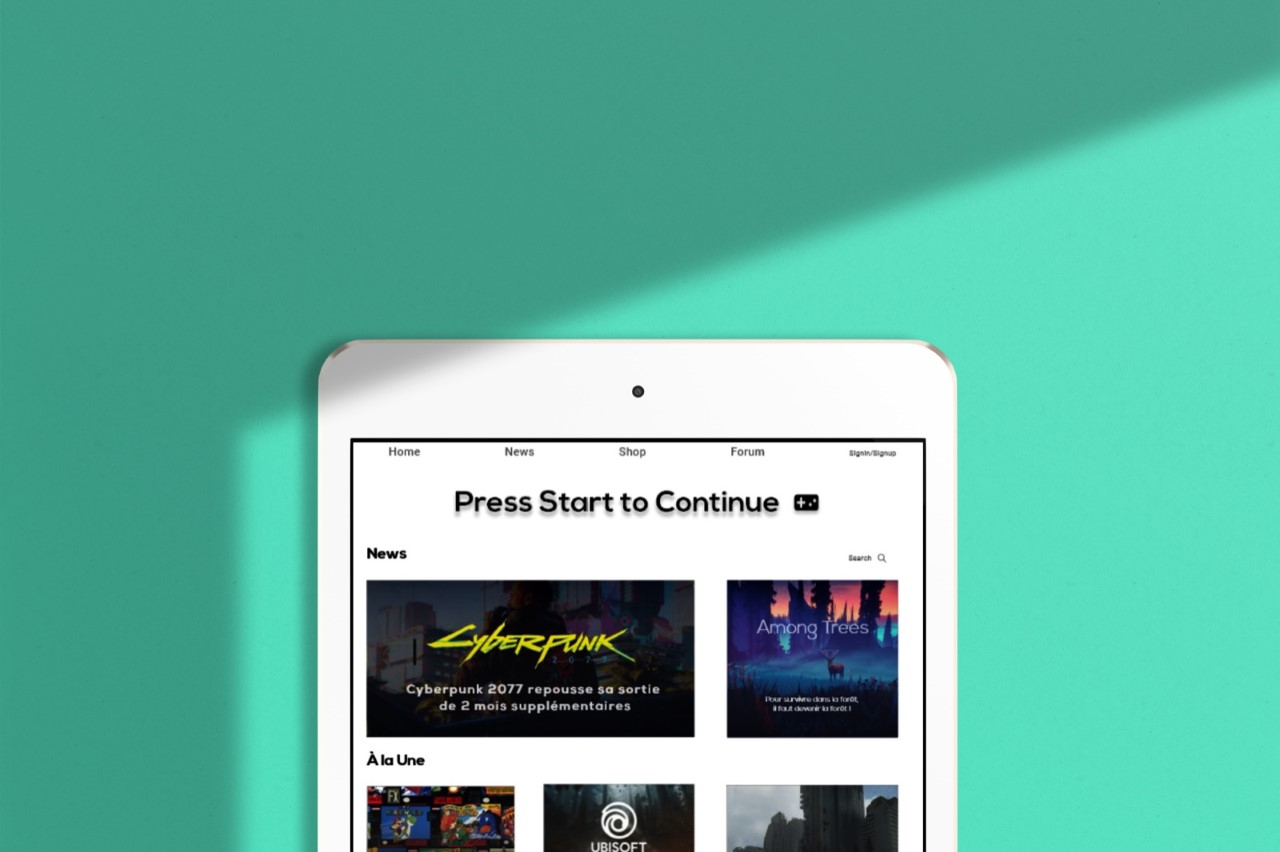 Home News Shop Forum Signin/Signup
Press Start to Continue
News
Search
CYBERPUNK
2077
Cyberpunk 2077 repousse sa sortie
de 2 mois supplémentaires
Among Trees
Pour survivre dans la forêt,
il faut devenir la forêt !
À la Une
FX
UBISOFT